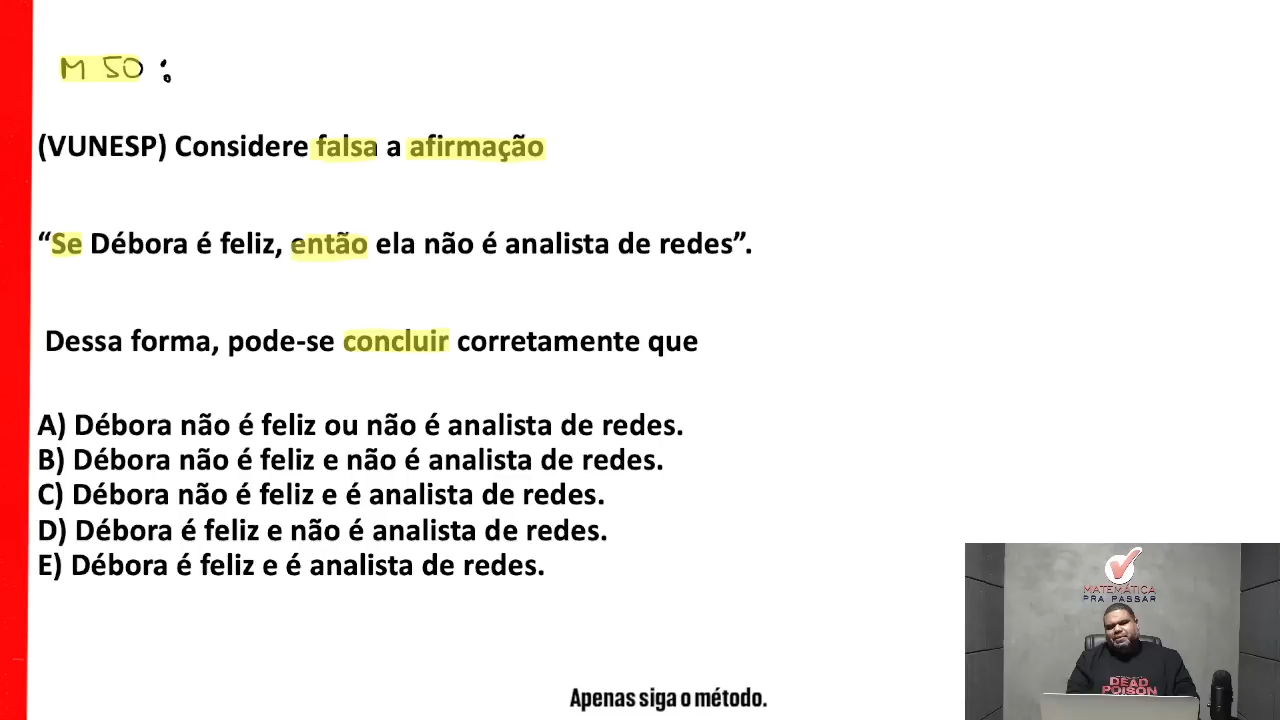 M 50 :
(VUNESP) Considere falsa a afirmação
“Se Débora é feliz, então ela não é analista de redes”.
Dessa forma, pode-se concluir corretamente que
A) Débora não é feliz ou não é analista de redes.
B) Débora não é feliz e não é analista de redes.
C) Débora não é feliz e é analista de redes.
D) Débora é feliz e não é analista de redes.
E) Débora é feliz e é analista de redes.
MATEMÁTICA
PRA PASSAR
DEAD
POISON
Apenas siga o método.